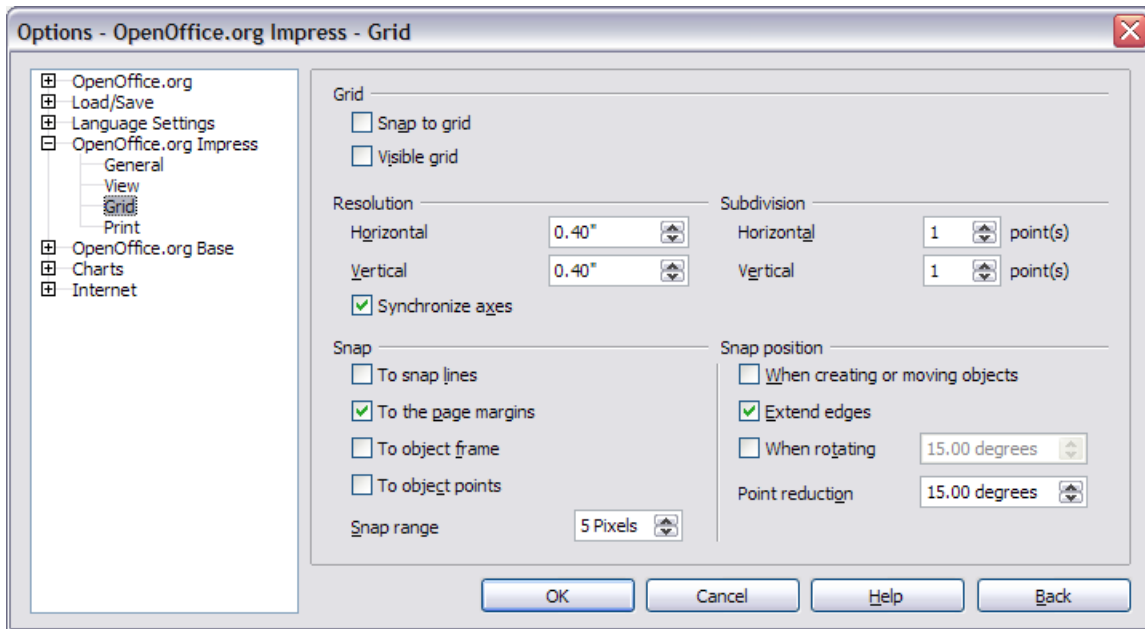 Options - OpenOffice.org Impress - Grid
OpenOffice.org
Load/Save
Language Settings
OpenOffice.org Impress
General
View
Grid
Print
OpenOffice.org Base
Charts
Internet
Grid
Snap to grid
Visible grid
Resolution
Horizontal 0.40"
Vertical 0.40"
Synchronize axes
Subdivision
Horizontal 1 point(s)
Vertical 1 point(s)
Snap
To snap lines
To the page margins
To object frame
To object points
Snap range 5 Pixels
Snap position
When creating or moving objects
Extend edges
When rotating 15.00 degrees
Point reduction 15.00 degrees
OK Cancel Help Back